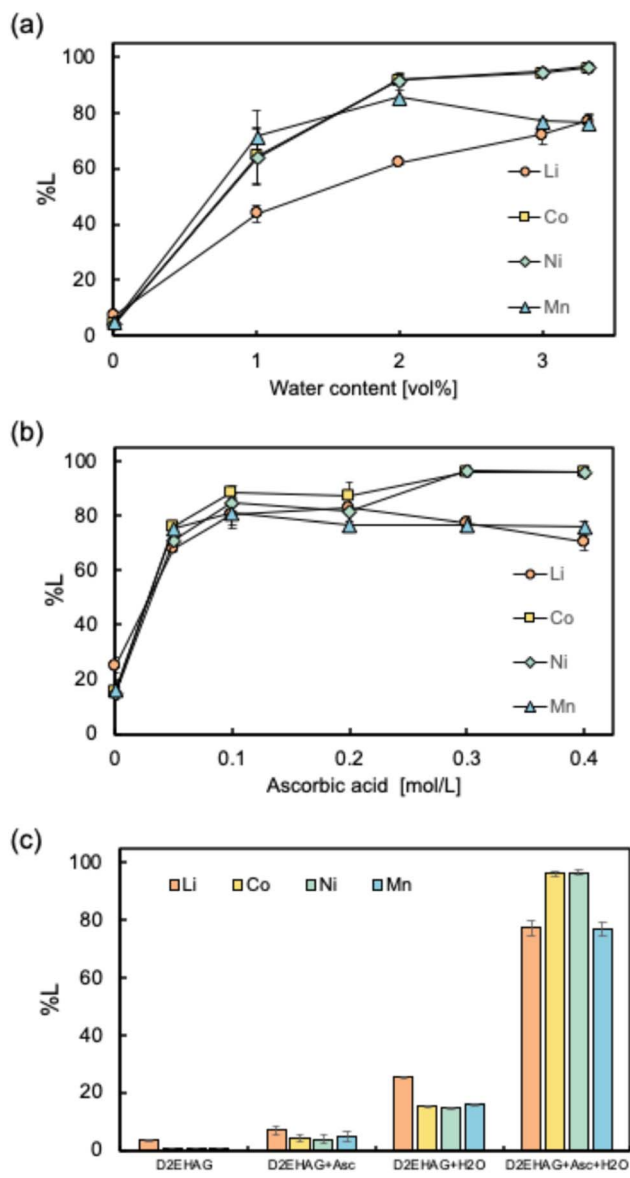 (a)
100
80
60
40
20
0
%L
Li
Co
Ni
Mn
0 1 2 3
Water content [vol%]
(b)
100
80
60
40
20
0
%L
Li
Co
Ni
Mn
0 0.1 0.2 0.3 0.4
Ascorbic acid [mol/L]
(c)
100
80
60
40
20
0
%L
Li Co Ni Mn
D2EHAG D2EHAG+Asc D2EHAG+H2O D2EHAG+Asc+H2O